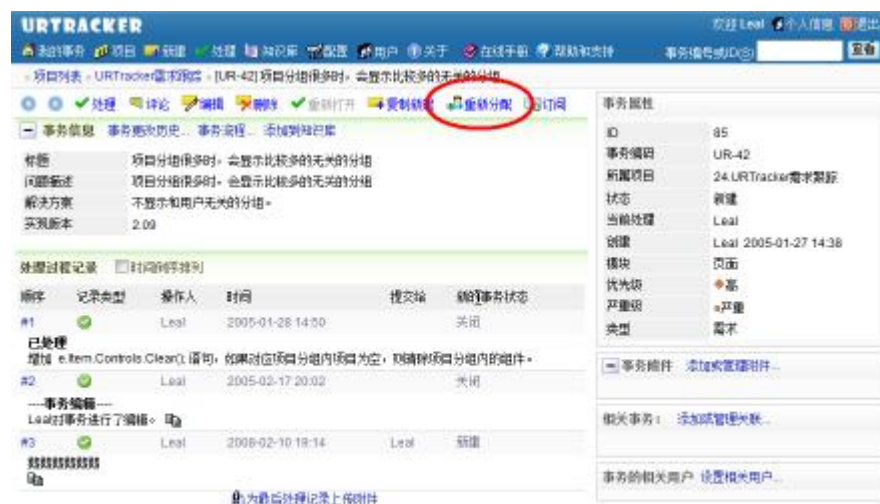 URTRACKER
欢迎 Leal 个人信息 退出
我的事务 项目 新建 处理 知识库 配置 用户 关于 在线手册 帮助和支持 事务编号或ID(S) 查看
项目列表 URTracker需求跟踪 [UR-42]项目分组很多时，会显示比较多的无关的分组
处理 评论 编辑 删除 重新打开 复制新建 重新分配 订阅
事务信息 事务更改历史... 事务流程... 添加到知识库
标题 项目分组很多时，会显示比较多的无关的分组
问题描述 项目分组很多时，会显示比较多的无关的分组
解决方案 不显示和用户无关的分组。
实现版本 2.09
处理过程记录 时间倒序排列
顺序 记录类型 操作人 时间 提交给 新的事务状态
#1 Leal 2005-01-28 14:50 关闭
已处理
增加 e.Item.Controls.Clear(); 语句，如果对应项目分组内项目为空，则清除项目分组内的组件。
#2 Leal 2005-02-17 20:02 关闭
----事务编辑----
Leal对事务进行了编辑。
#3 Leal 2008-02-10 19:14 Leal 新建
为最后处理记录上传附件
事务属性
ID 85
事务编码 UR-42
所属项目 24.URTracker需求跟踪
状态 新建
当前处理 Leal
创建 Leal 2005-01-27 14:38
模块 页面
优先级 高
严重级 严重
类型 需求
事务附件 添加或管理附件...
相关事务： 添加或管理关联...
事务的相关用户 设置相关用户...